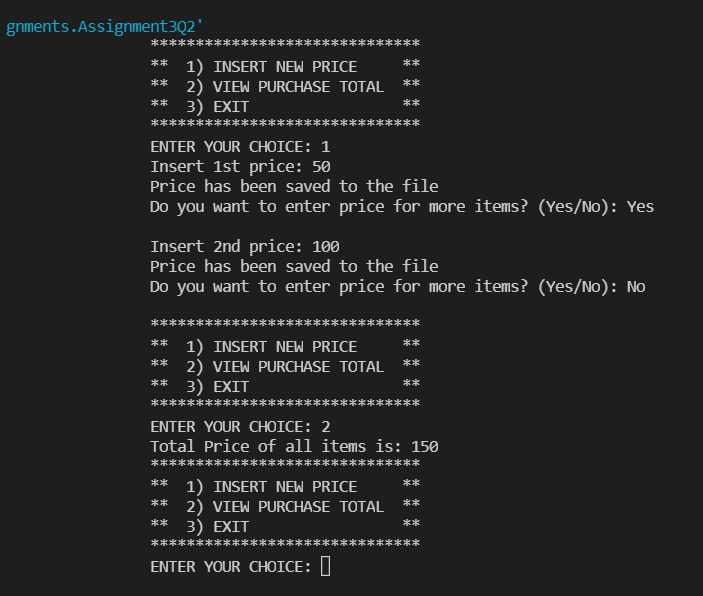 gnments.Assignment3Q2'
******************************
**  1) INSERT NEW PRICE     **
**  2) VIEW PURCHASE TOTAL  **
**  3) EXIT                 **
******************************
ENTER YOUR CHOICE: 1
Insert 1st price: 50
Price has been saved to the file
Do you want to enter price for more items? (Yes/No): Yes
Insert 2nd price: 100
Price has been saved to the file
Do you want to enter price for more items? (Yes/No): No
******************************
**  1) INSERT NEW PRICE     **
**  2) VIEW PURCHASE TOTAL  **
**  3) EXIT                 **
******************************
ENTER YOUR CHOICE: 2
Total Price of all items is: 150
******************************
**  1) INSERT NEW PRICE     **
**  2) VIEW PURCHASE TOTAL  **
**  3) EXIT                 **
******************************
ENTER YOUR CHOICE: